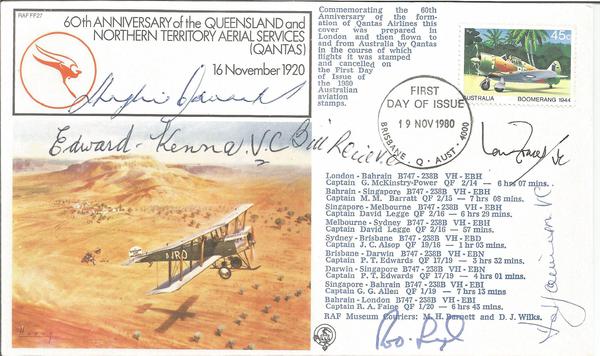 RAF FF27
60th ANNIVERSARY of the QUEENSLAND and
NORTHERN TERRITORY AERIAL SERVICES
(QANTAS)
16 November 1920
Commemorating the 60th
Anniversary of the form-
ation of Qantas Airlines this
cover was prepared in
London and then flown to
and from Australia by Qantas
in the course of which
flights it was stamped
and cancelled on
the First Day
of Issue of
the 1980
Australian
aviation
stamps.
45c
AUSTRALIA BOOMERANG 1944
FIRST
DAY OF ISSUE
19 NOV 1980
BRISBANE · Q · AUST · 4000
Edward Kenna V.C
NRD
London - Bahrain B747 - 238B VH - EBH
Captain G. McKinstry-Power QF 2/14 — 6 hrs 07 mins.
Bahrain - Singapore B747 - 238B VH - EBH
Captain M. M. Barratt QF 2/15 — 7 hrs 08 mins.
Singapore - Melbourne B747 - 238B VH - EBH
Captain David Legge QF 2/16 — 6 hrs 29 mins.
Melbourne - Sydney B747 - 238B VH - EBH
Captain David Legge QF 2/16 — 57 mins.
Sydney - Brisbane B747 - 238B VH - EBD
Captain J. C. Alsop QF 19/16 — 1 hr 03 mins.
Brisbane - Darwin B747 - 238B VH - EBN
Captain P. T. Edwards QF 17/19 — 3 hrs 32 mins.
Darwin - Singapore B747 - 238B VH - EBN
Captain P. T. Edwards QF 17/19 — 4 hrs 01 mins.
Singapore - Bahrain B747 - 238B VH - EBI
Captain G. G. Allen QF 1/19 — 7 hrs 13 mins
Bahrain - London B747 - 238B VH - EBI
Captain R. A. Faine QF 1/20 — 6 hrs 43 mins.
RAF Museum Couriers: M. H. Barnett and D. J. Wilks.